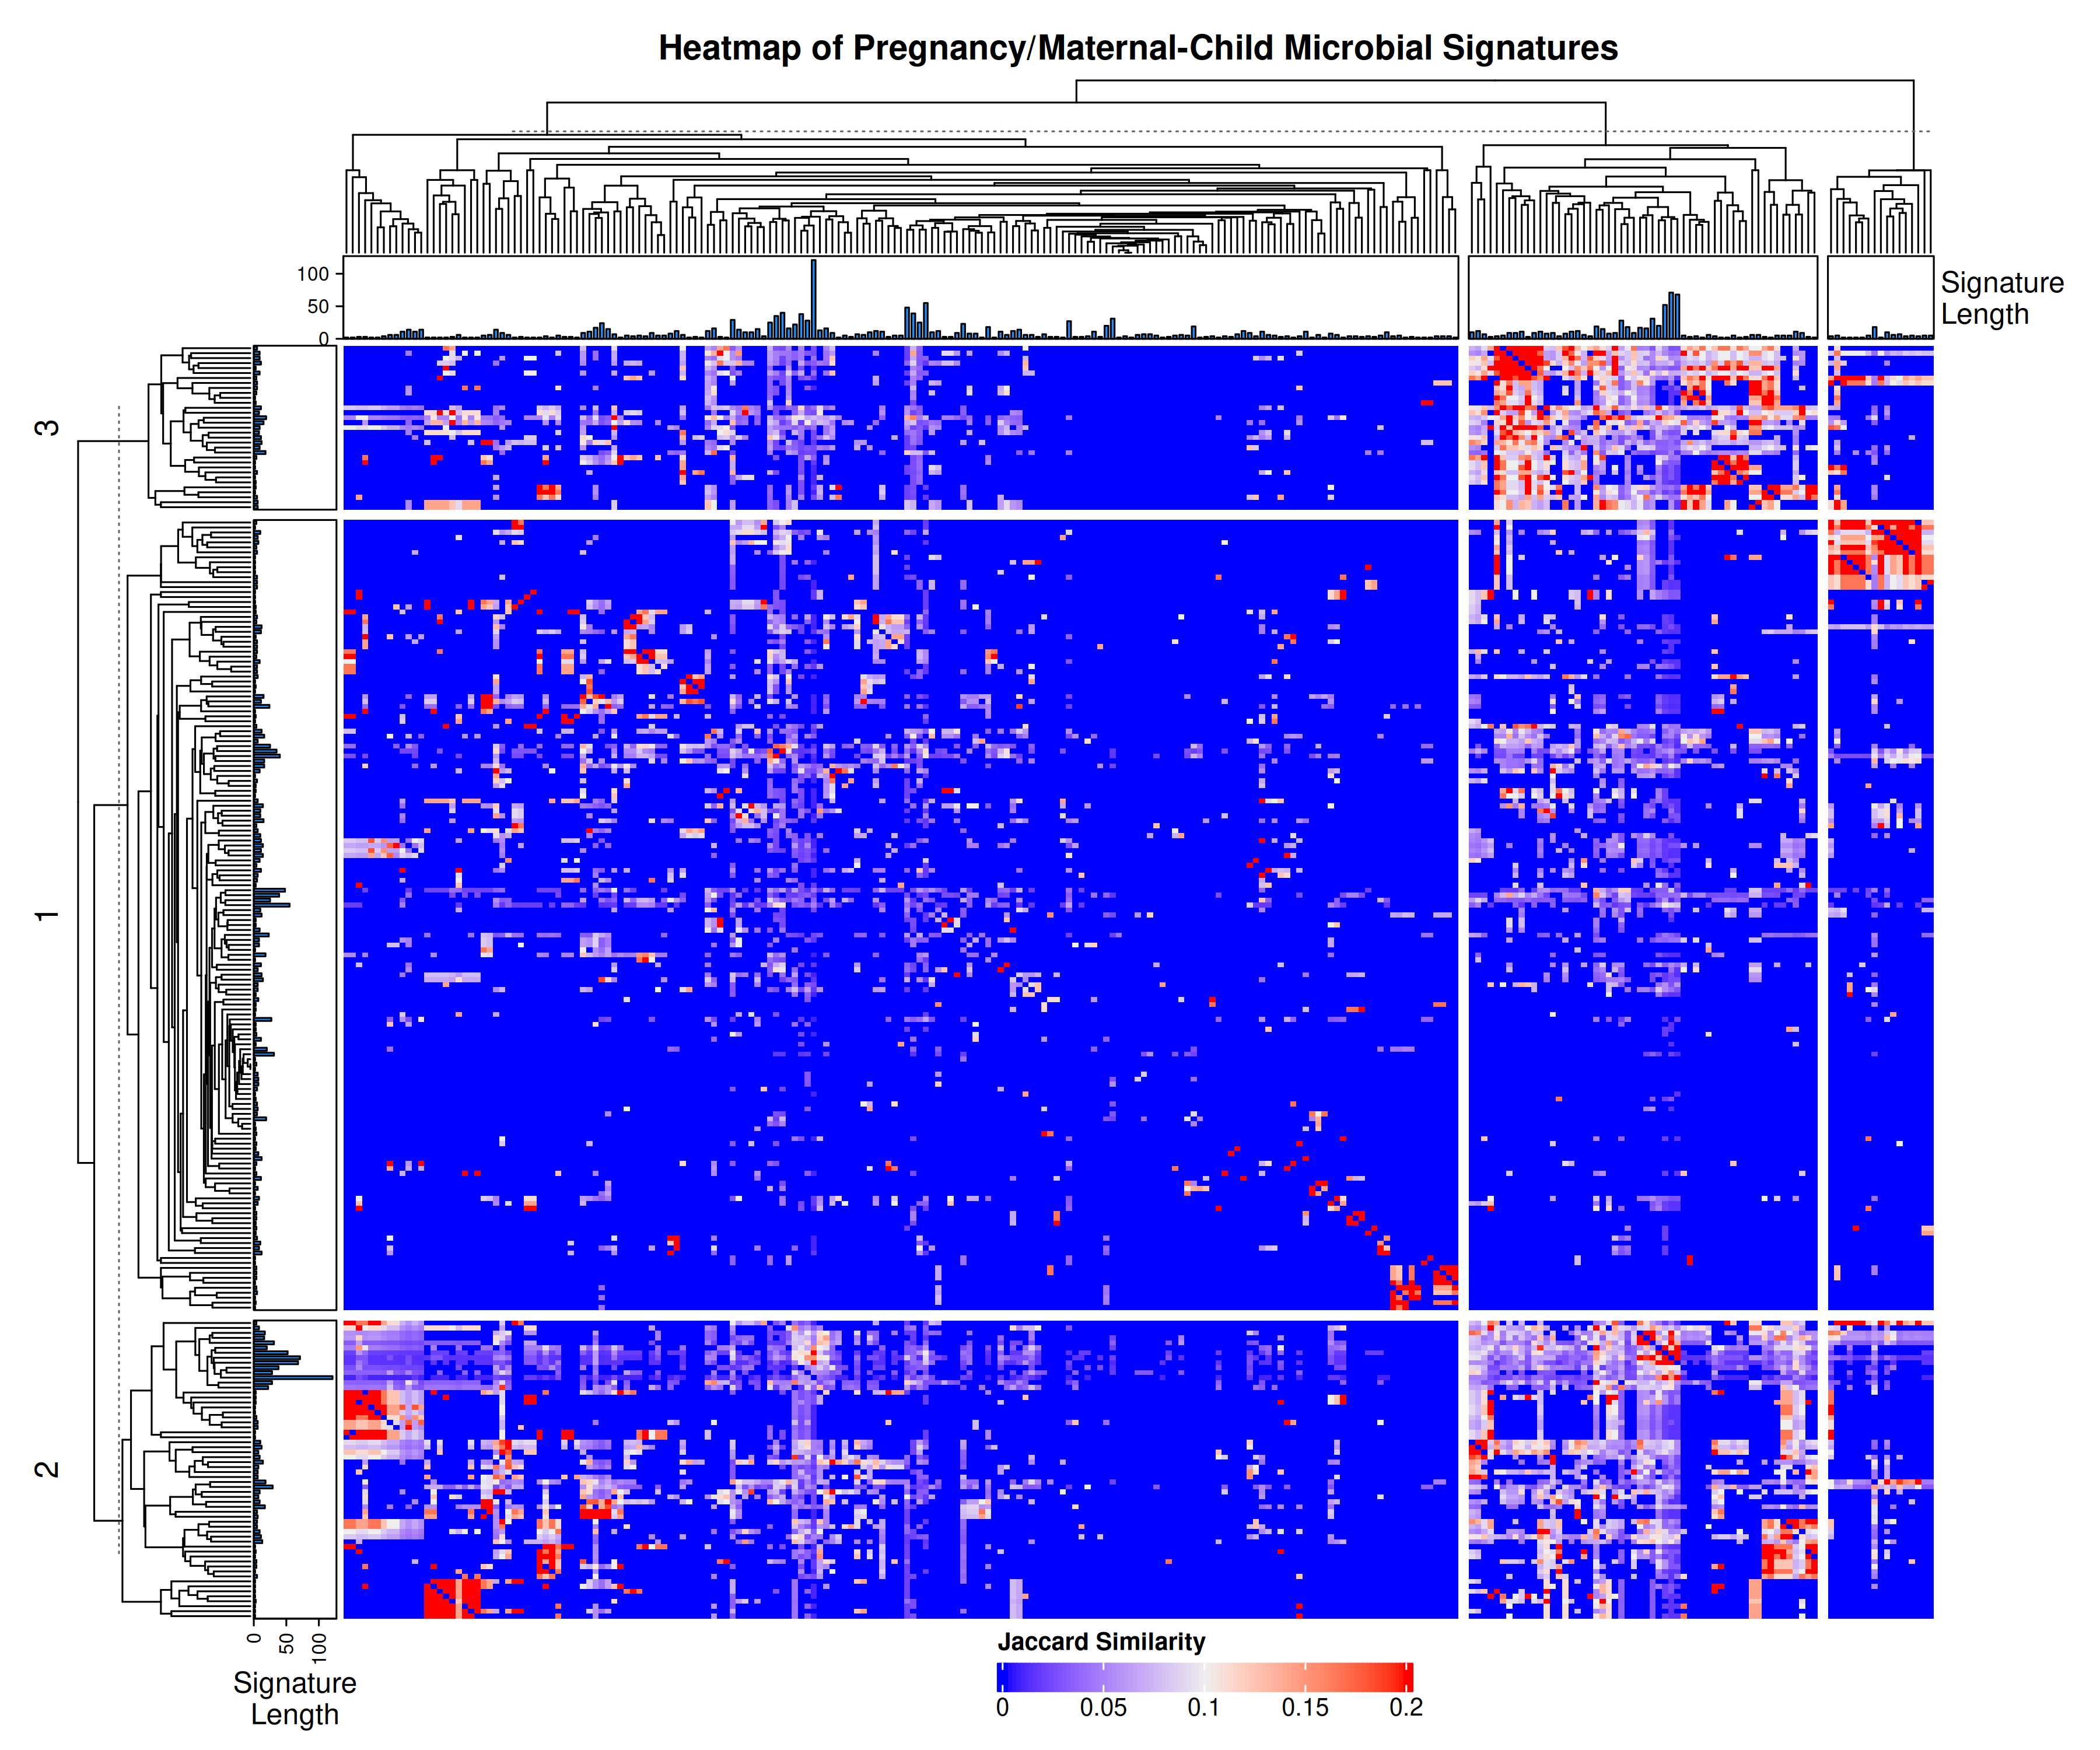 Heatmap of Pregnancy/Maternal-Child Microbial Signatures
100
50
0
Signature
Length
3
1
2
0
50
100
Signature
Length
Jaccard Similarity
0
0.05
0.1
0.15
0.2